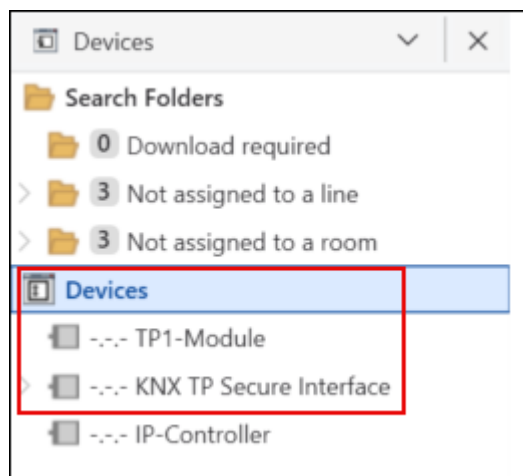 Devices
Search Folders
0 Download required
3 Not assigned to a line
3 Not assigned to a room
Devices
-.-.- TP1-Module
-.-.- KNX TP Secure Interface
-.-.- IP-Controller